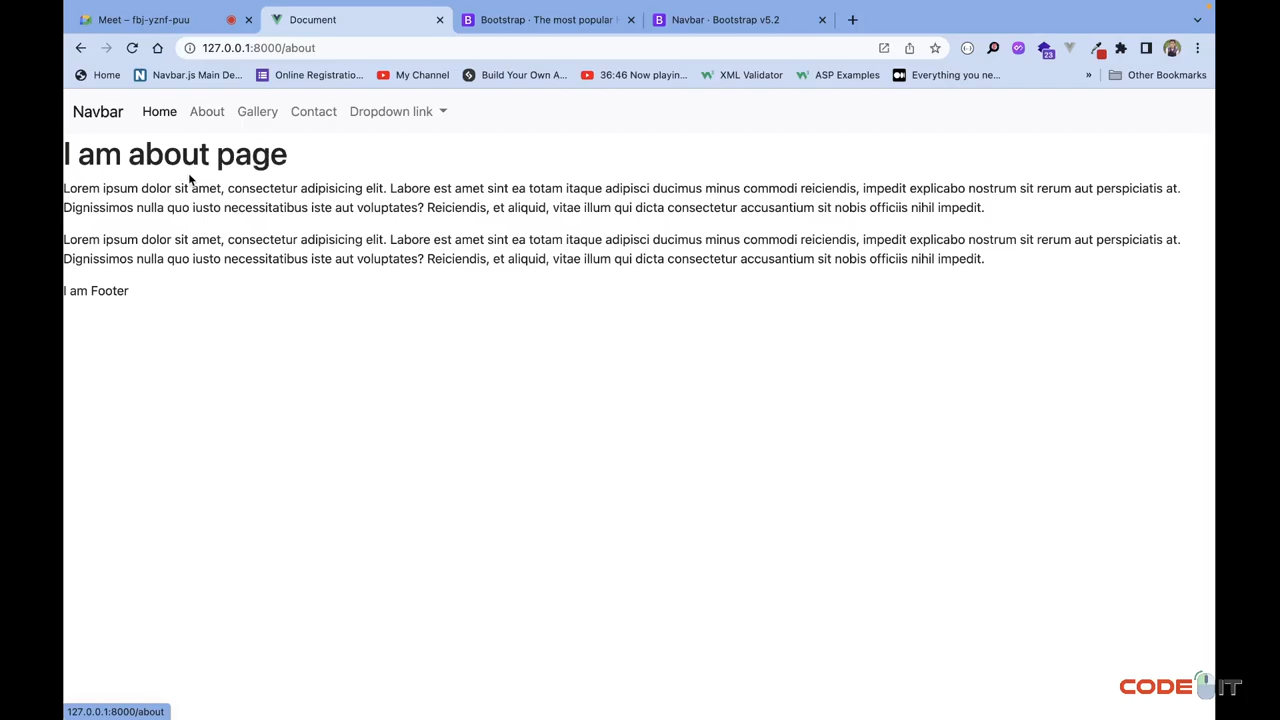 Meet – fbj-yznf-puu
Document
Bootstrap · The most popular
Navbar · Bootstrap v5.2
127.0.0.1:8000/about
23
Home
Navbar.js Main De...
Online Registratio...
My Channel
Build Your Own A...
36:46 Now playin...
XML Validator
ASP Examples
Everything you ne...
»
Other Bookmarks
Navbar Home About Gallery Contact Dropdown link
I am about page
Lorem ipsum dolor sit amet, consectetur adipisicing elit. Labore est amet sint ea totam itaque adipisci ducimus minus commodi reiciendis, impedit explicabo nostrum sit rerum aut perspiciatis at.
Dignissimos nulla quo iusto necessitatibus iste aut voluptates? Reiciendis, et aliquid, vitae illum qui dicta consectetur accusantium sit nobis officiis nihil impedit.
Lorem ipsum dolor sit amet, consectetur adipisicing elit. Labore est amet sint ea totam itaque adipisci ducimus minus commodi reiciendis, impedit explicabo nostrum sit rerum aut perspiciatis at.
Dignissimos nulla quo iusto necessitatibus iste aut voluptates? Reiciendis, et aliquid, vitae illum qui dicta consectetur accusantium sit nobis officiis nihil impedit.
I am Footer
CODE IT
127.0.0.1:8000/about